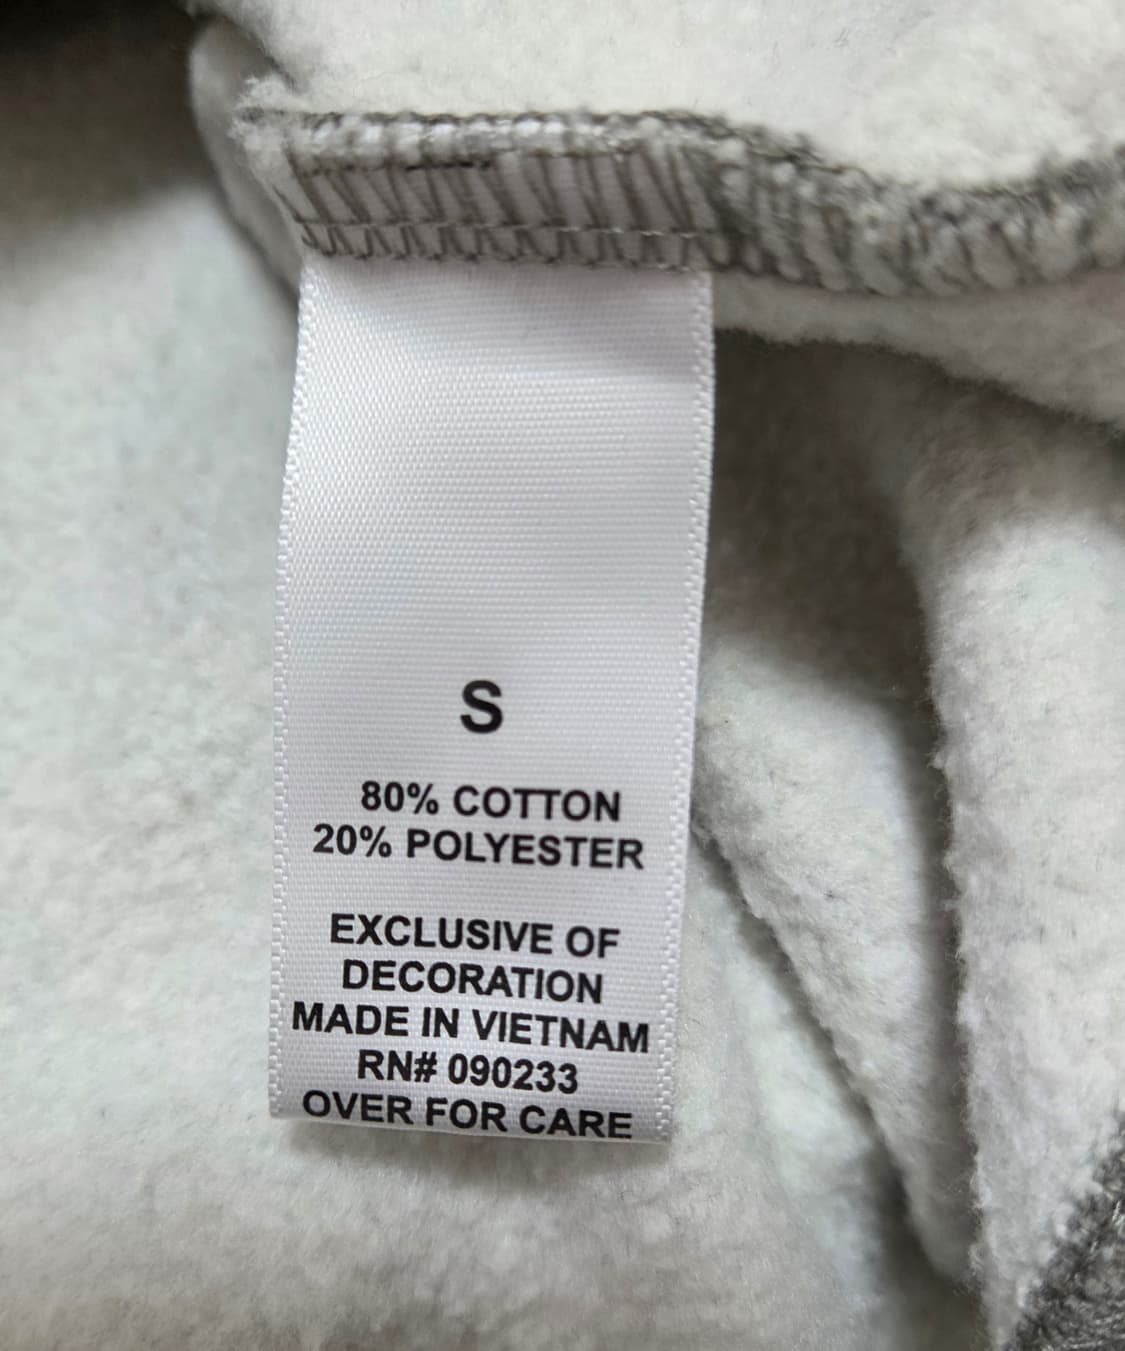 S
80% COTTON
20% POLYESTER
EXCLUSIVE OF
DECORATION
MADE IN VIETNAM
RN# 090233
OVER FOR CARE